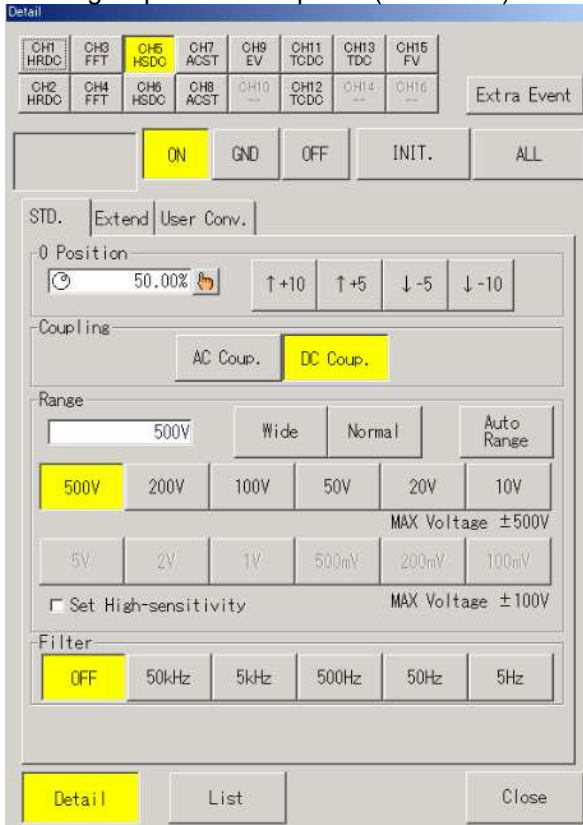 Detail
CH1 HRDC CH3 FFT CH5 HSDC CH7 ACST CH9 EV CH11 TCDC CH13 TDC CH15 FV
CH2 HRDC CH4 FFT CH6 HSDC CH8 ACST CH10 -- CH12 TCDC CH14 -- CH16 --
Extra Event
ON GND OFF INIT. ALL
STD. Extend User Conv.
0 Position
50.00% ↑+10 ↑+5 ↓-5 ↓-10
Coupling
AC Coup. DC Coup.
Range
500V Wide Normal Auto Range
500V 200V 100V 50V 20V 10V
MAX Voltage ±500V
5V 2V 1V 500mV 200mV 100mV
Set High-sensitivity MAX Voltage ±100V
Filter
OFF 50kHz 5kHz 500Hz 50Hz 5Hz
Detail List Close